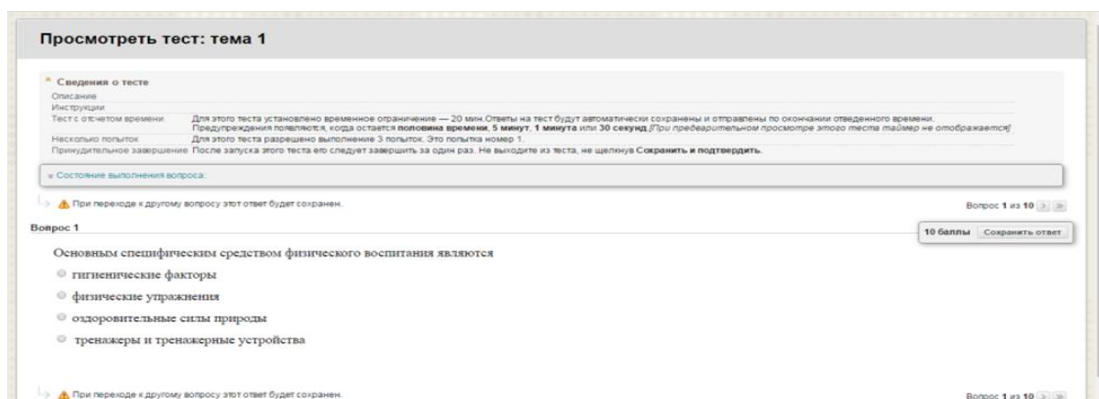 Просмотреть тест: тема 1
Сведения о тесте
Описание
Инструкции
Тест с отсчетом времени Для этого теста установлено временное ограничение — 20 мин.Ответы на тест будут автоматически сохранены и отправлены по окончании отведенного времени.
Предупреждения появляются, когда остается половина времени, 5 минут, 1 минута или 30 секунд.[При предварительном просмотре этого теста таймер не отображается]
Несколько попыток Для этого теста разрешено выполнение 3 попыток. Это попытка номер 1.
Принудительное завершение После запуска этого теста его следует завершить за один раз. Не выходите из теста, не щелкнув Сохранить и подтвердить.
Состояние выполнения вопроса:
При переходе к другому вопросу этот ответ будет сохранен. Вопрос 1 из 10 > >>
Вопрос 1 10 баллы Сохранить ответ
Основным специфическим средством физического воспитания являются
гигиенические факторы
физические упражнения
оздоровительные силы природы
тренажеры и тренажерные устройства
При переходе к другому вопросу этот ответ будет сохранен. Вопрос 1 из 10 > >>